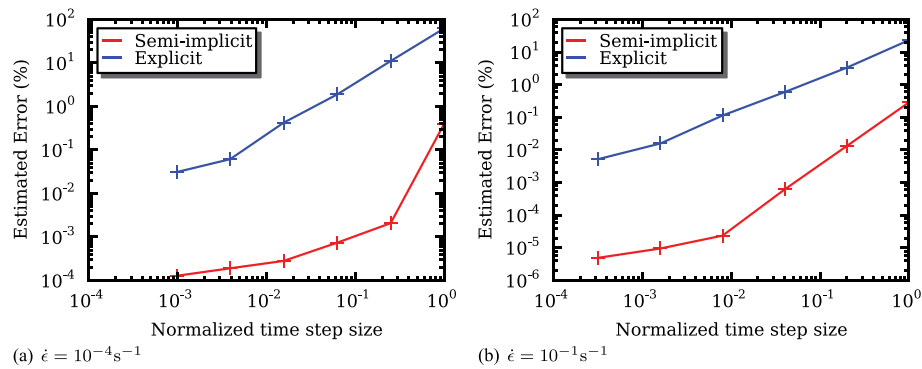 10^2
10^1
10^0
10^-1
10^-2
10^-3
10^-4
Estimated Error (%)
Semi-implicit
Explicit
10^-4
10^-3
10^-2
10^-1
10^0
Normalized time step size
(a) ϵ̇ = 10^-4 s^-1
10^2
10^1
10^0
10^-1
10^-2
10^-3
10^-4
10^-5
10^-6
Estimated Error (%)
Semi-implicit
Explicit
10^-4
10^-3
10^-2
10^-1
10^0
Normalized time step size
(b) ϵ̇ = 10^-1 s^-1